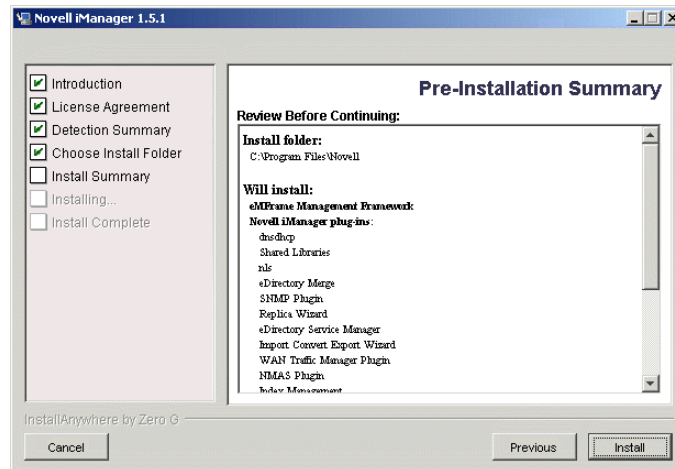 Novell iManager 1.5.1
Introduction
License Agreement
Detection Summary
Choose Install Folder
Install Summary
Installing...
Install Complete
Pre-Installation Summary
Review Before Continuing:
Install folder:
C:\Program Files\Novell
Will install:
eMFrame Management Framework
Novell iManager plug-ins:
dnsdhcp
Shared Libraries
nls
eDirectory Merge
SNMP Plugin
Replica Wizard
eDirectory Service Manager
Import Convert Export Wizard
WAN Traffic Manager Plugin
NMAS Plugin
Index Management
InstallAnywhere by Zero G
Cancel
Previous
Install